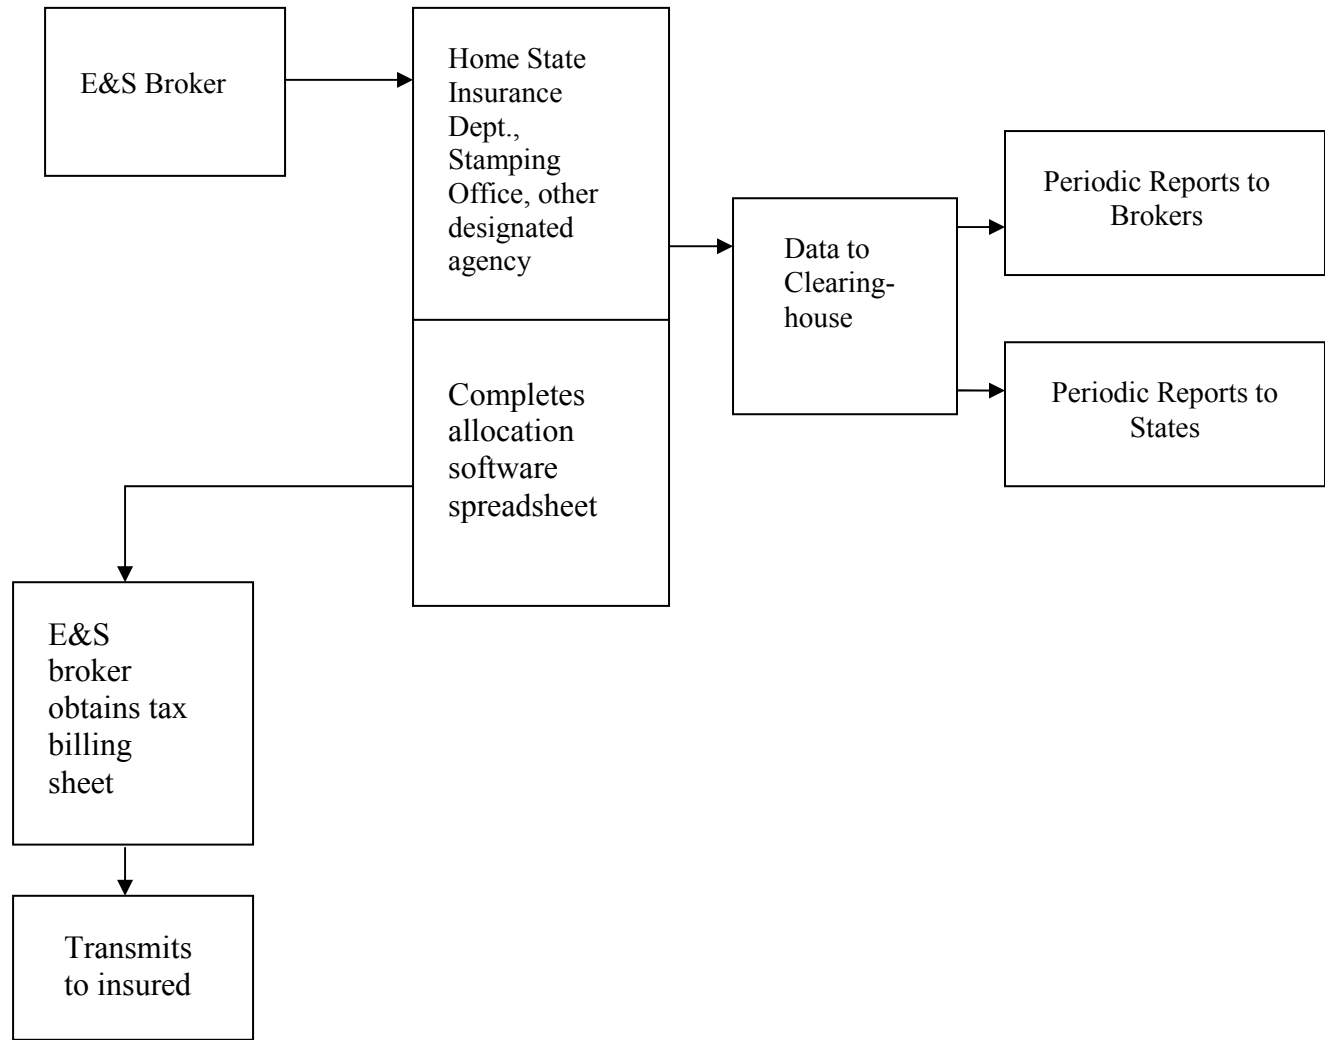 E&S Broker
Home State
Insurance
Dept.,
Stamping
Office, other
designated
agency
Completes
allocation
software
spreadsheet
Data to
Clearing-
house
Periodic Reports to
Brokers
Periodic Reports to
States
E&S
broker
obtains tax
billing
sheet
Transmits
to insured